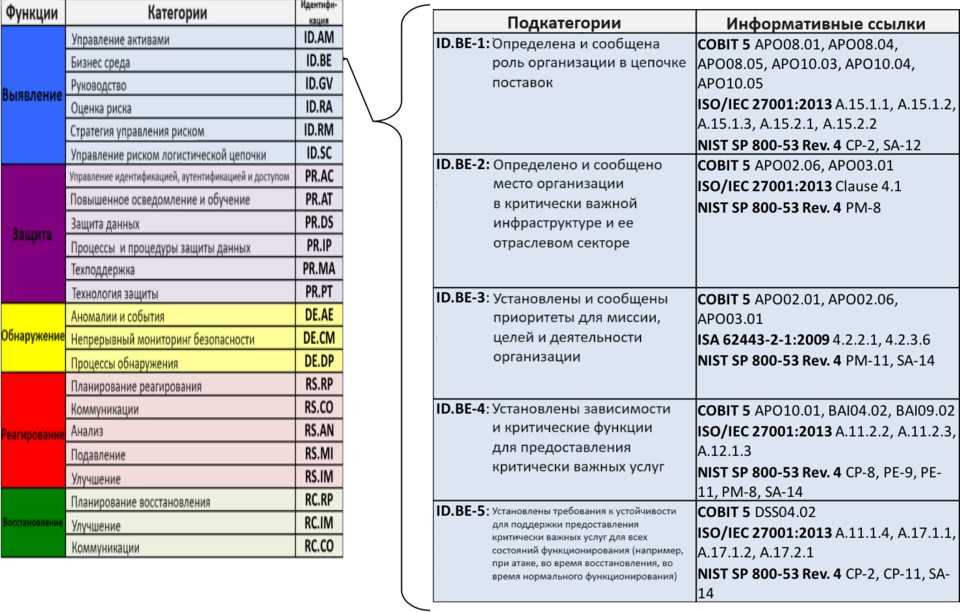 Функции Категории Идентифи-
кация
Выявление
Управление активами ID.AM
Бизнес среда ID.BE
Руководство ID.GV
Оценка риска ID.RA
Стратегия управления риском ID.RM
Управление риском логистической цепочки ID.SC
Защита
Управление идентификацией, аутентификацией и доступом PR.AC
Повышенное осведомление и обучение PR.AT
Защита данных PR.DS
Процессы и процедуры защиты данных PR.IP
Техподдержка PR.MA
Технология защиты PR.PT
Обнаружение
Аномалии и события DE.AE
Непрерывный мониторинг безопасности DE.CM
Процессы обнаружения DE.DP
Реагирование
Планирование реагирования RS.RP
Коммуникации RS.CO
Анализ RS.AN
Подавление RS.MI
Улучшение RS.IM
Восстановление
Планирование восстановления RC.RP
Улучшение RC.IM
Коммуникации RC.CO
Подкатегории Информативные ссылки
ID.BE-1: Определена и сообщена
роль организации в цепочке
поставок
COBIT 5 APO08.01, APO08.04,
APO08.05, APO10.03, APO10.04,
APO10.05
ISO/IEC 27001:2013 A.15.1.1, A.15.1.2,
A.15.1.3, A.15.2.1, A.15.2.2
NIST SP 800-53 Rev. 4 CP-2, SA-12
ID.BE-2: Определено и сообщено
место организации
в критически важной
инфраструктуре и ее
отраслевом секторе
COBIT 5 APO02.06, APO03.01
ISO/IEC 27001:2013 Clause 4.1
NIST SP 800-53 Rev. 4 PM-8
ID.BE-3: Установлены и сообщены
приоритеты для миссии,
целей и деятельности
организации
COBIT 5 APO02.01, APO02.06,
APO03.01
ISA 62443-2-1:2009 4.2.2.1, 4.2.3.6
NIST SP 800-53 Rev. 4 PM-11, SA-14
ID.BE-4: Установлены зависимости
и критические функции
для предоставления
критически важных услуг
COBIT 5 APO10.01, BAI04.02, BAI09.02
ISO/IEC 27001:2013 A.11.2.2, A.11.2.3,
A.12.1.3
NIST SP 800-53 Rev. 4 CP-8, PE-9, PE-
11, PM-8, SA-14
ID.BE-5: Установлены требования к устойчивости
для поддержки предоставления
критически важных услуг для всех
состояний функционирования (например,
при атаке, во время восстановления, во
время нормального функционирования)
COBIT 5 DSS04.02
ISO/IEC 27001:2013 A.11.1.4, A.17.1.1,
A.17.1.2, A.17.2.1
NIST SP 800-53 Rev. 4 CP-2, CP-11, SA-
14